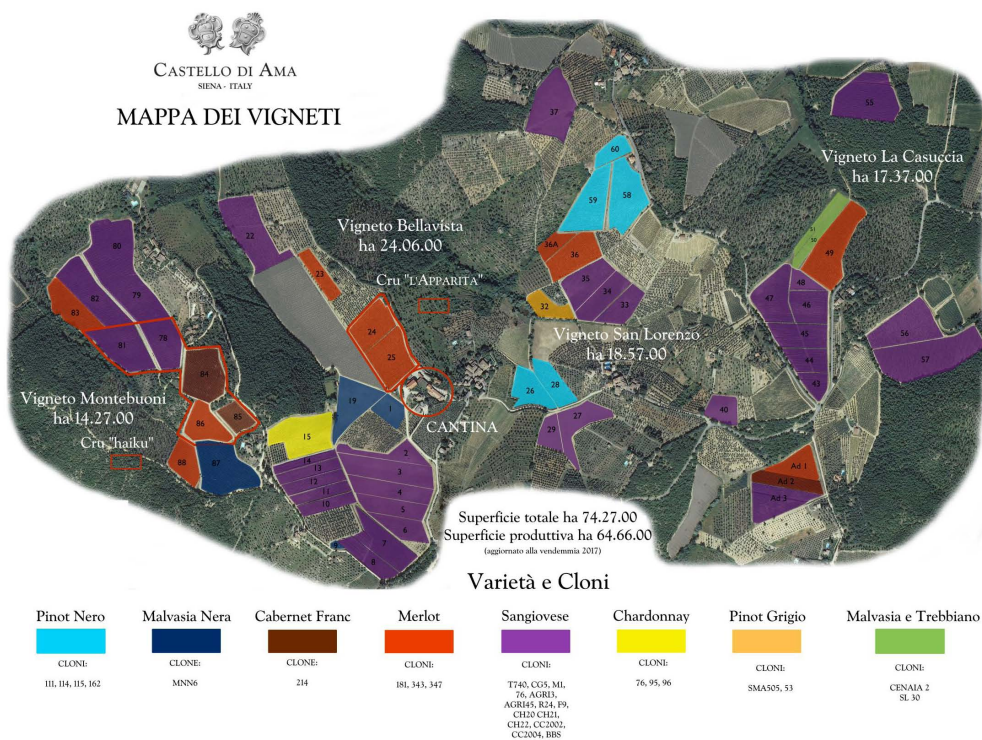 CASTELLO DI AMA
SIENA - ITALY
MAPPA DEI VIGNETI
37
55
60
59
58
Vigneto La Casuccia
ha 17.37.00
51
50
49
22
Vigneto Bellavista
ha 24.06.00
23
Cru "L'APPARITA"
36A
36
35
34
33
32
Vigneto San Lorenzo
ha 18.57.00
80
82
79
83
81
78
24
25
48
47
46
45
44
43
56
57
84
85
86
88
87
Vigneto Montebuoni
ha 14.27.00
Cru "haiku"
19
1
CANTINA
26
28
27
29
40
15
14
13
12
11
10
2
3
4
5
6
7
8
Ad 1
Ad 2
Ad 3
Superficie totale ha 74.27.00
Superficie produttiva ha 64.66.00
(aggiornato alla vendemmia 2017)
Varietà e Cloni
Pinot Nero
CLONI:
111, 114, 115, 162
Malvasia Nera
CLONE:
MNN6
Cabernet Franc
CLONE:
214
Merlot
CLONI:
181, 343, 347
Sangiovese
CLONI:
T740, CG5, M1,
76, AGRI3,
AGRI45, R24, F9,
CH20 CH21,
CH22, CC2002,
CC2004, BBS
Chardonnay
CLONI:
76, 95, 96
Pinot Grigio
CLONI:
SMA505, 53
Malvasia e Trebbiano
CLONI:
CENAIA 2
SL 30